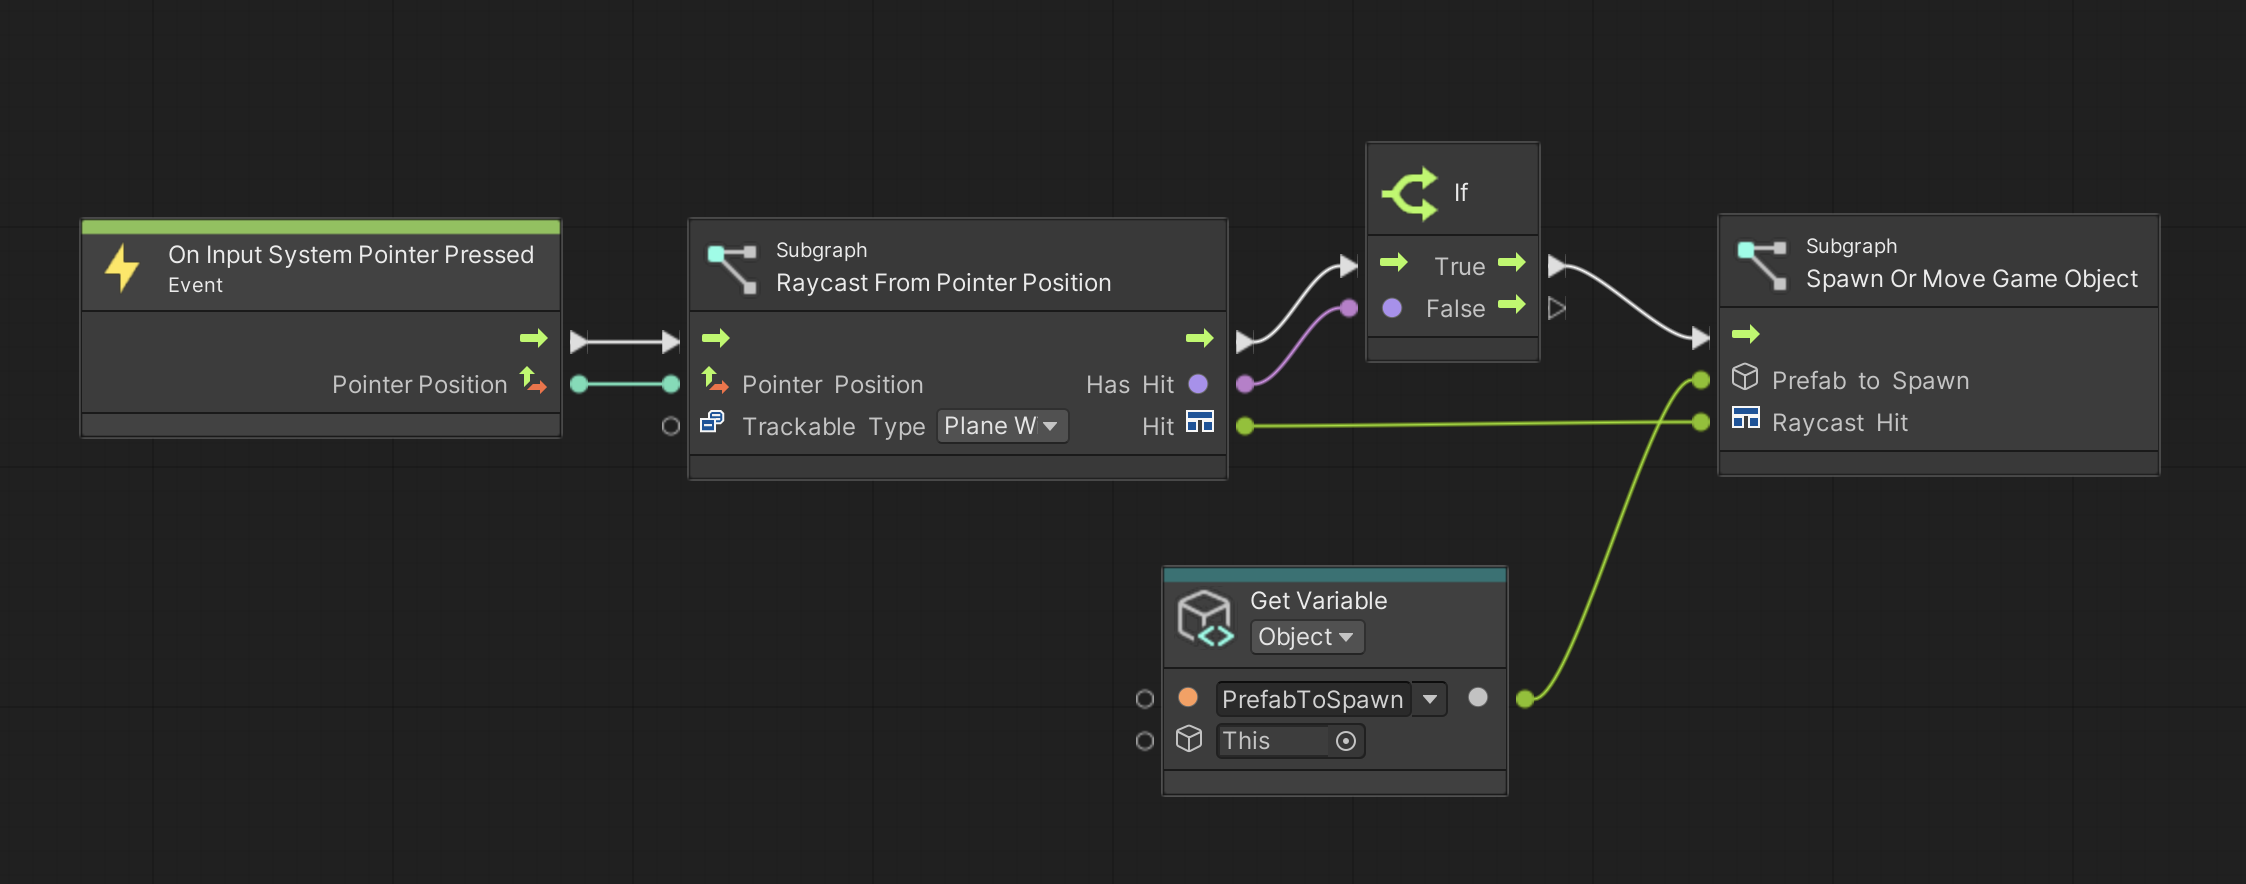 On Input System Pointer Pressed
Event
Pointer Position
Subgraph
Raycast From Pointer Position
Pointer Position
Has Hit
Trackable Type
Plane W
Hit
If
True
False
Subgraph
Spawn Or Move Game Object
Prefab to Spawn
Raycast Hit
Get Variable
Object
PrefabToSpawn
This